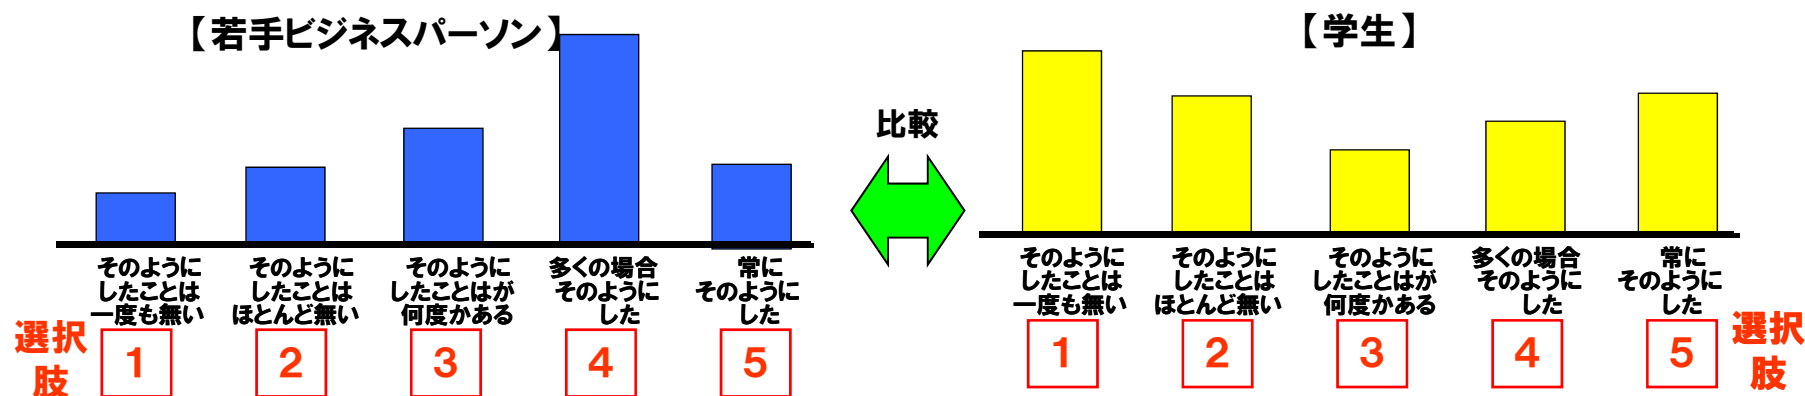 【若手ビジネスパーソン】
そのように
したことは
一度も無い
そのように
したことは
ほとんど無い
そのように
したことはが
何度かある
多くの場合
そのように
した
常に
そのように
した
選択
肢
1
2
3
4
5
比較
【学生】
そのように
したことは
一度も無い
そのように
したことは
ほとんど無い
そのように
したことはが
何度かある
多くの場合
そのように
した
常に
そのように
した
1
2
3
4
5
選択
肢